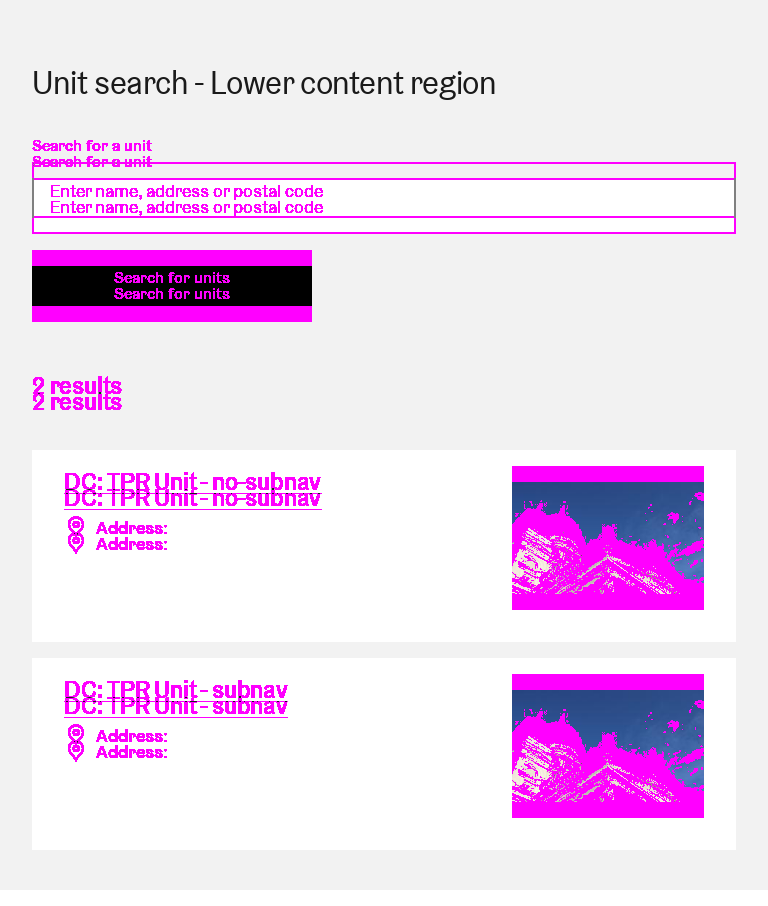 Unit search - Lower content region
Search for a unit
Search for a unit
Enter name, address or postal code
Enter name, address or postal code
Search for units
Search for units
2 results
2 results
DC: TPR Unit - no-subnav
DC: TPR Unit - no-subnav
Address:
Address:
DC: TPR Unit - subnav
DC: TPR Unit - subnav
Address:
Address: